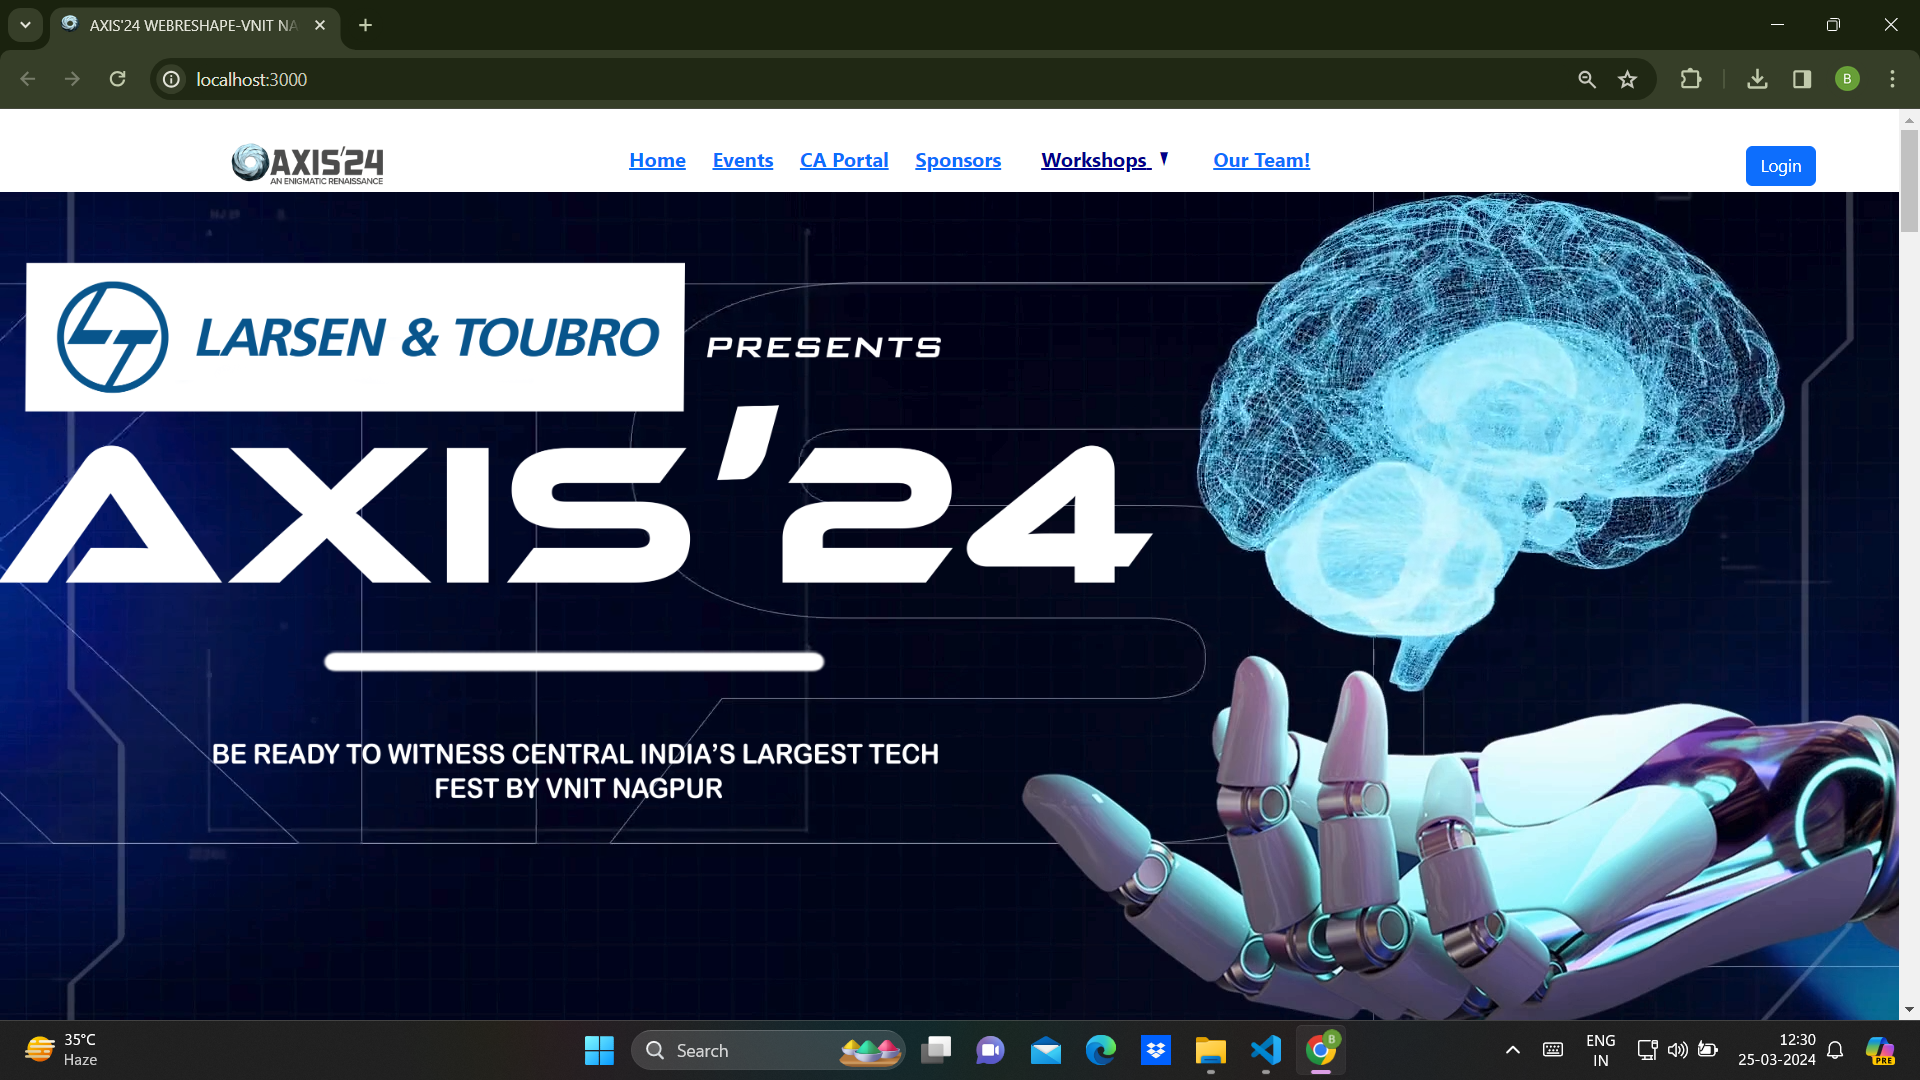 AXIS'24 WEBRESHAPE-VNIT NA
localhost:3000
B
AXIS'24
AN ENIGMATIC RENAISSANCE
Home Events CA Portal Sponsors Workshops Our Team!
Login
LARSEN & TOUBRO
PRESENTS
AXIS'24
BE READY TO WITNESS CENTRAL INDIA'S LARGEST TECH
FEST BY VNIT NAGPUR
35°C
Haze
Search
B
ENG
IN
12:30
25-03-2024
PRE